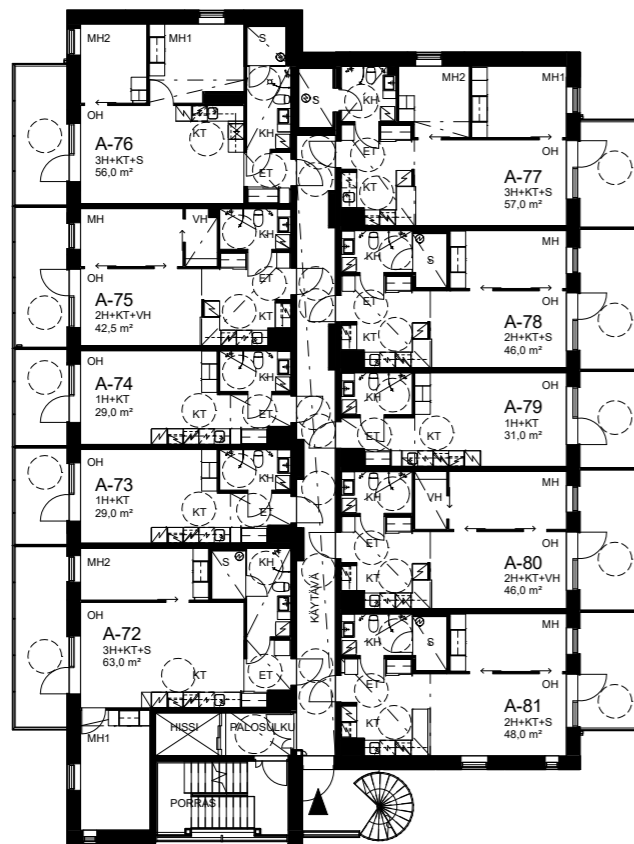 MH2
MH1
S
OH
A-76
3H+KT+S
56,0 m²
KT
KH
ET
S
KH
MH2
MH1
ET
OH
A-77
3H+KT+S
57,0 m²
KT
MH
VH
KH
OH
ET
A-75
2H+KT+VH
42,5 m²
KT
KH
S
MH
ET
OH
A-78
2H+KT+S
46,0 m²
KT
OH
A-74
1H+KT
29,0 m²
KH
KT
ET
KH
OH
A-79
1H+KT
31,0 m²
ET
KT
OH
A-73
1H+KT
29,0 m²
KH
KT
ET
KH
VH
MH
ET
OH
A-80
2H+KT+VH
46,0 m²
KT
MH2
S
KH
OH
A-72
3H+KT+S
63,0 m²
KT
ET
KÄYTÄVÄ
KH
S
MH
ET
OH
A-81
2H+KT+S
48,0 m²
KT
MH1
HISSI
PALOSULKU
PORRAS